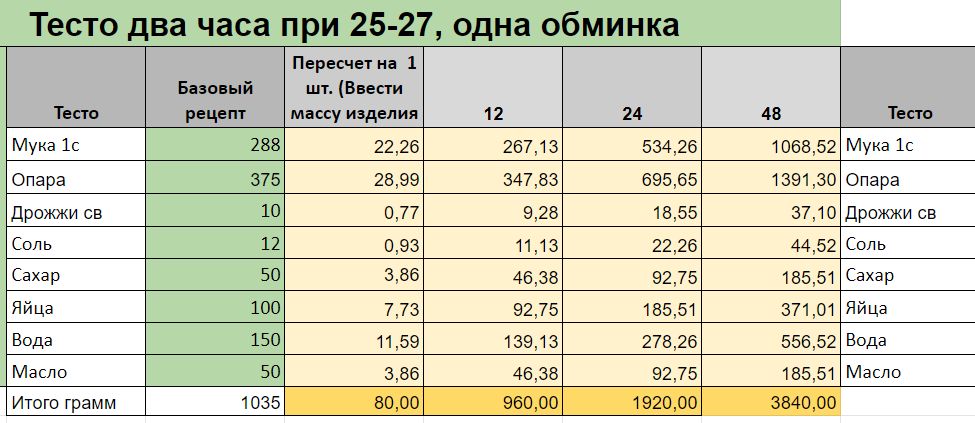 Тесто два часа при 25-27, одна обминка
Тесто Базовый рецепт Пересчет на 1 шт. (Ввести массу изделия 12 24 48 Тесто
Мука 1с 288 22,26 267,13 534,26 1068,52 Мука 1с
Опара 375 28,99 347,83 695,65 1391,30 Опара
Дрожжи св 10 0,77 9,28 18,55 37,10 Дрожжи св
Соль 12 0,93 11,13 22,26 44,52 Соль
Сахар 50 3,86 46,38 92,75 185,51 Сахар
Яйца 100 7,73 92,75 185,51 371,01 Яйца
Вода 150 11,59 139,13 278,26 556,52 Вода
Масло 50 3,86 46,38 92,75 185,51 Масло
Итого грамм 1035 80,00 960,00 1920,00 3840,00